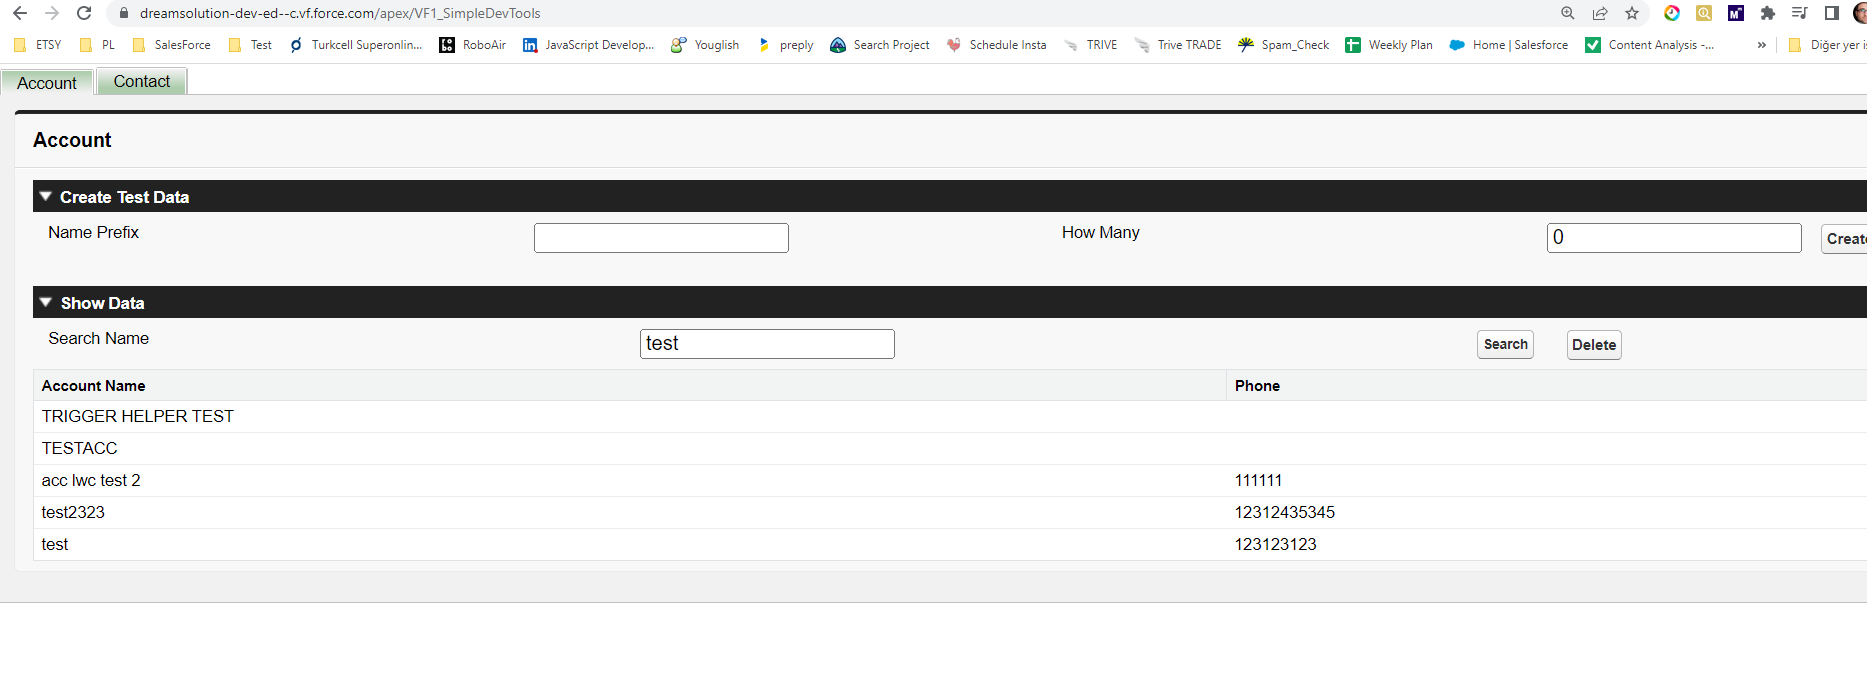 dreamsolution-dev-ed--c.vf.force.com/apex/VF1_SimpleDevTools
ETSY PL SalesForce Test Turkcell Superonlin... RoboAir JavaScript Develop... Youglish preply Search Project Schedule Insta TRIVE Trive TRADE Spam_Check Weekly Plan Home | Salesforce Content Analysis -... » Diğer yer
Account Contact
Account
Create Test Data
Name Prefix How Many 0
Show Data
Search Name test Search Delete
Account Name Phone
TRIGGER HELPER TEST
TESTACC
acc lwc test 2 111111
test2323 12312435345
test 123123123